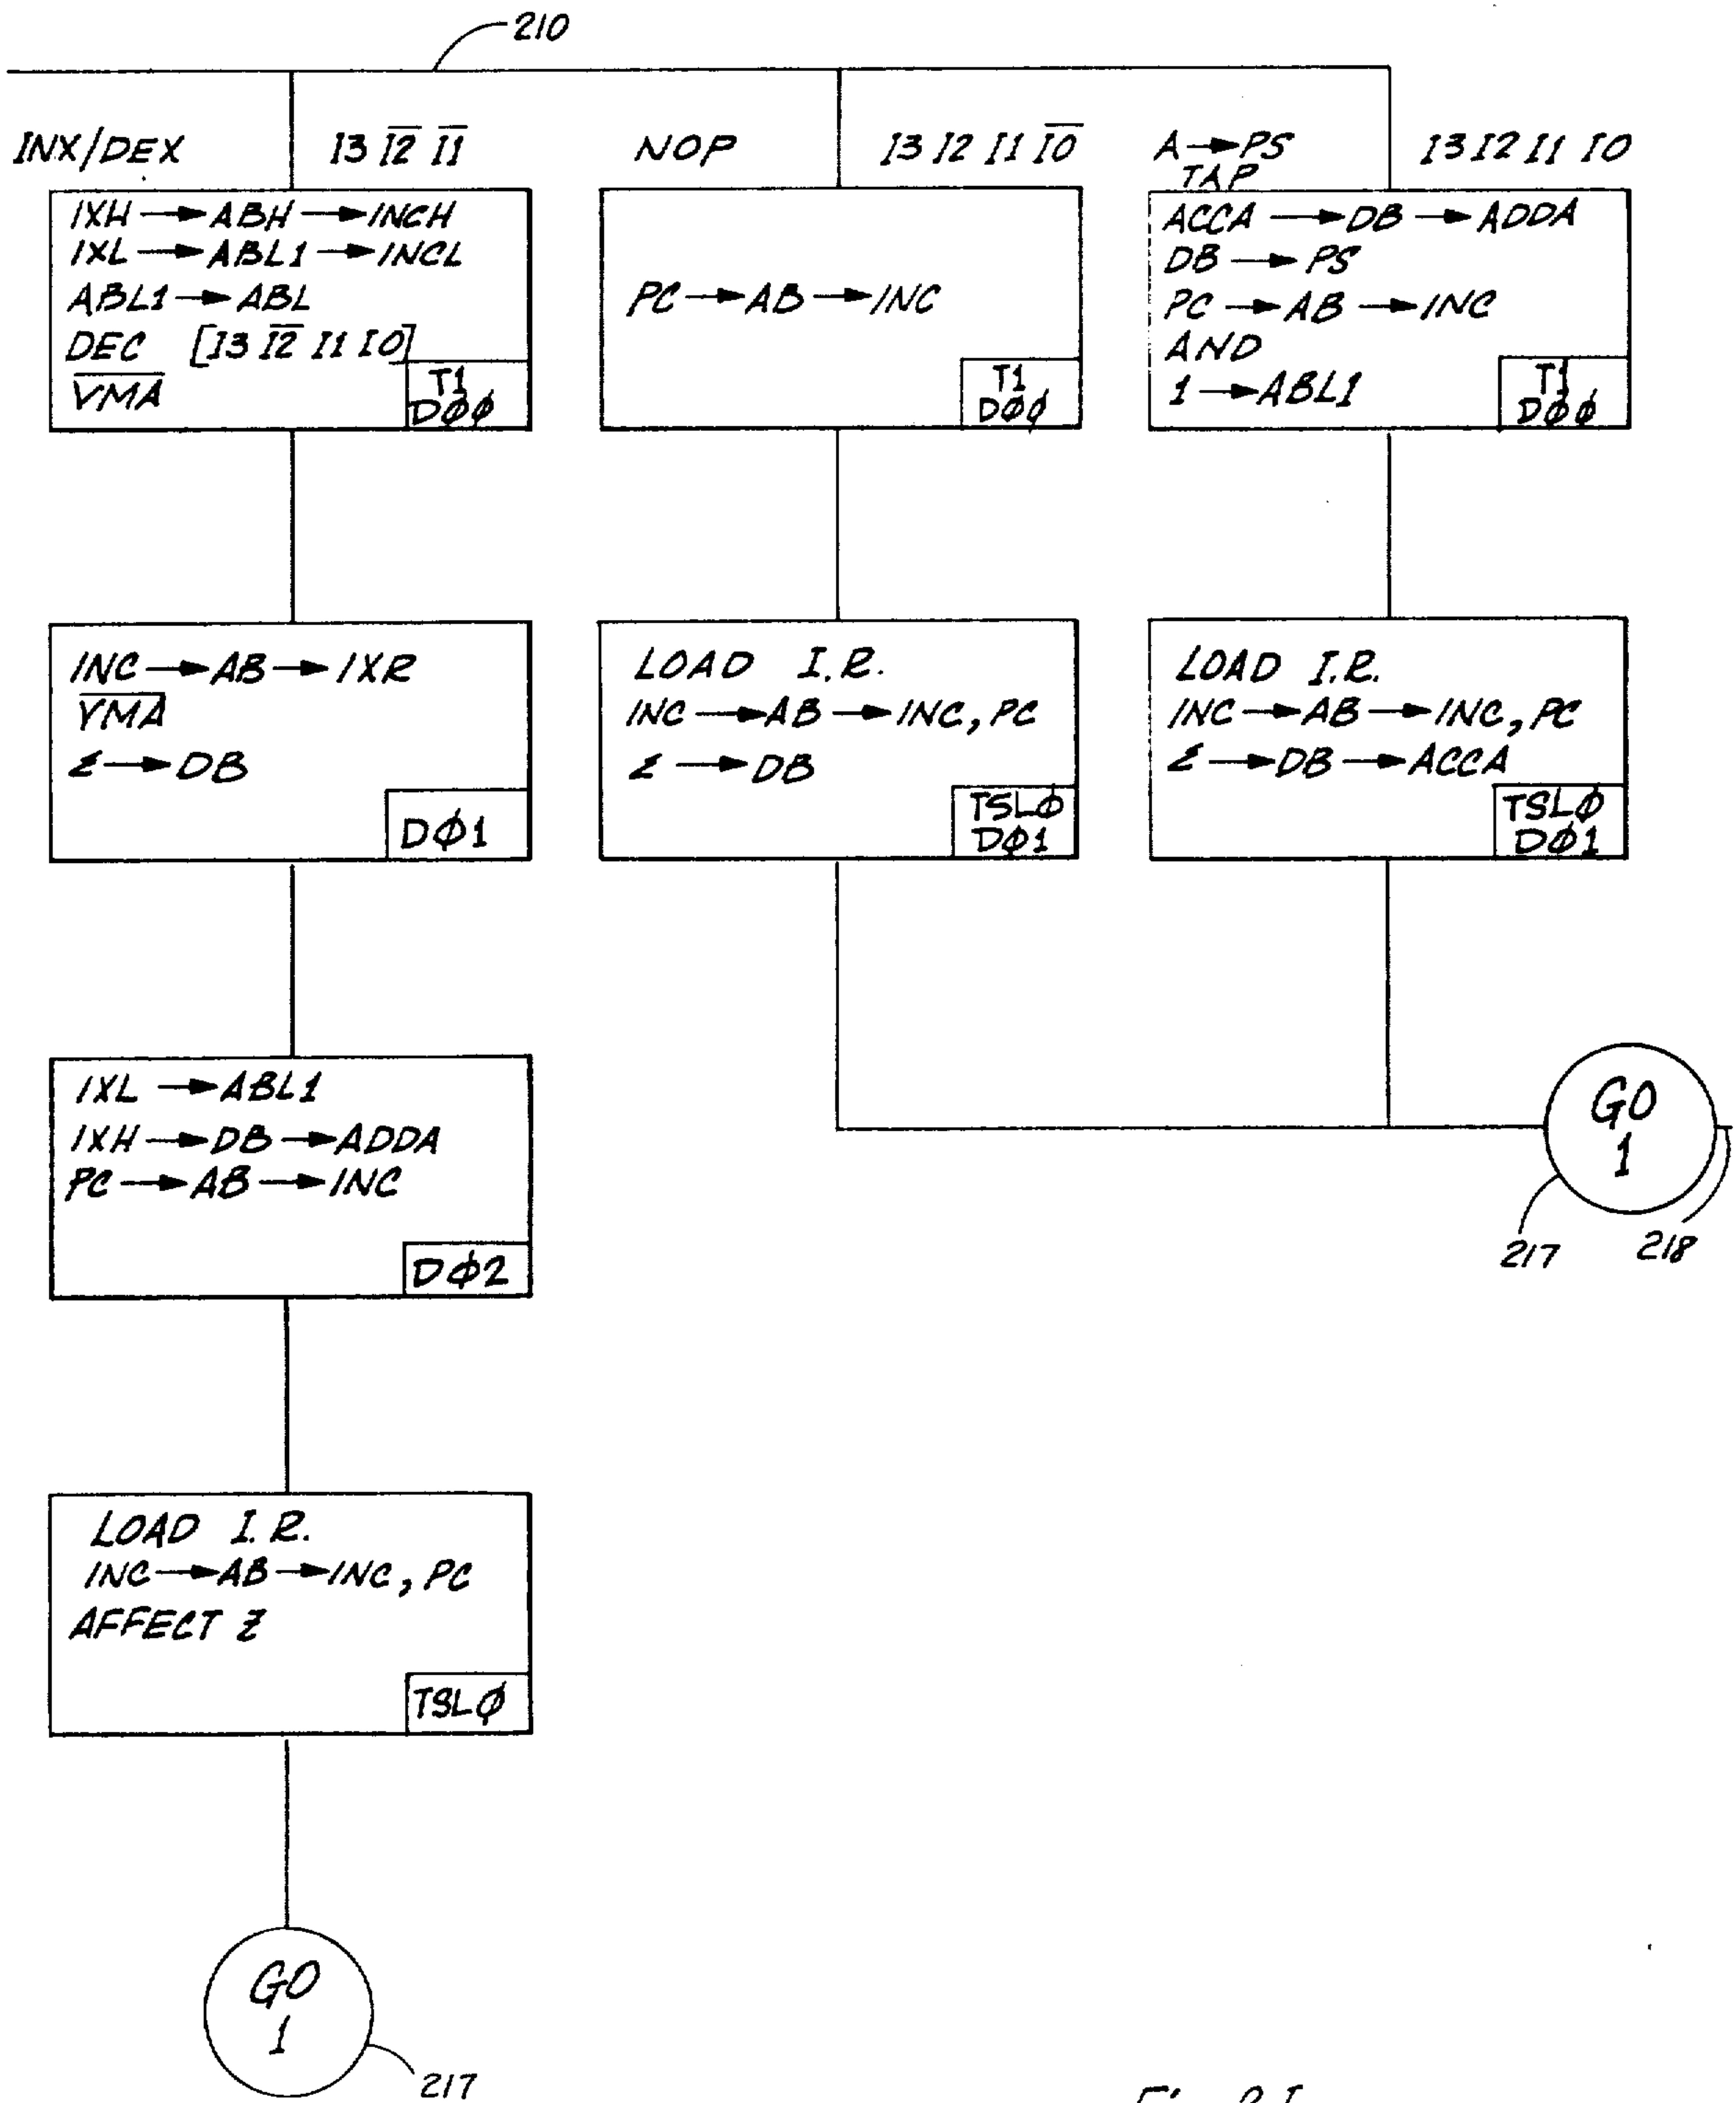 210
INX/DEX I3 I̅2̅ I̅1̅
IXH → ABH → INCH
IXL → ABL1 → INCL
ABL1 → ABL
DEC [I3 I̅2̅ I1 I0]
V̅M̅A̅
T1
DØØ
INC → AB → IXR
V̅M̅A̅
Σ → DB
DØ1
IXL → ABL1
IXH → DB → ADDA
PC → AB → INC
DØ2
LOAD I.R.
INC → AB → INC, PC
AFFECT Z
TSLØ
GO
1
217
NOP I3 I2 I1 I̅0̅
PC → AB → INC
T1
DØØ
LOAD I.R.
INC → AB → INC, PC
Σ → DB
TSLØ
DØ1
A → PS
TAP
I3 I2 I1 I0
ACCA → DB → ADDA
DB → PS
PC → AB → INC
AND
1 → ABL1
T1
DØØ
LOAD I.R.
INC → AB → INC, PC
Σ → DB → ACCA
TSLØ
DØ1
GO
1
217
218